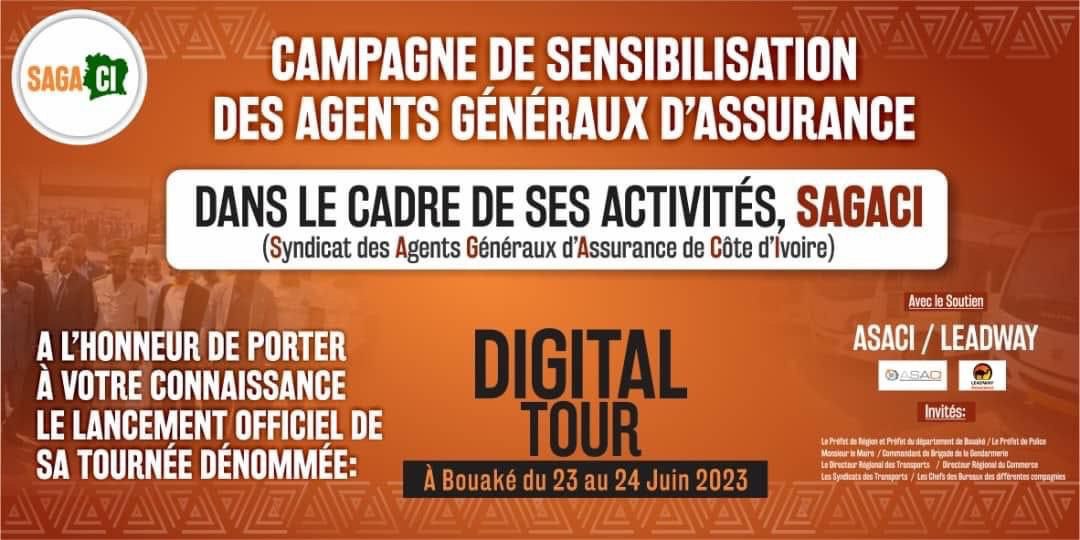 SAGA CI
CAMPAGNE DE SENSIBILISATION
DES AGENTS GÉNÉRAUX D'ASSURANCE
DANS LE CADRE DE SES ACTIVITÉS, SAGACI
(Syndicat des Agents Généraux d'Assurance de Côte d'Ivoire)
A L'HONNEUR DE PORTER
À VOTRE CONNAISSANCE
LE LANCEMENT OFFICIEL DE
SA TOURNÉE DÉNOMMÉE:
DIGITAL
TOUR
À Bouaké du 23 au 24 Juin 2023
Avec le Soutien
ASACI / LEADWAY
ASACI
LEADWAY
Invités:
Le Préfet de Région et Préfet du département de Bouaké / Le Préfet de Police
Monsieur le Maire / Commandant de Brigade de la Gendarmerie
Le Directeur Régional des Transports / Directeur Régional du Commerce
Les Syndicats des Transports / Les Chefs des Bureaux des différentes compagnies